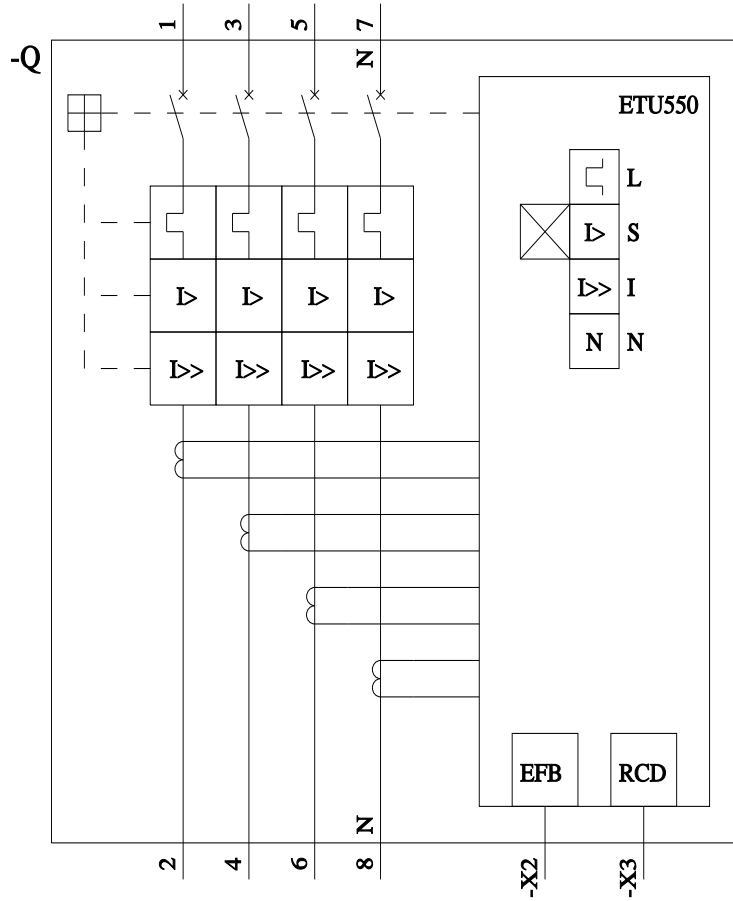 1 3 5 7
-Q N
ETU550
L
I> S
I> I> I> I>
I>> I
N N
I>> I>> I>> I>>
EFB RCD
N
2 4 6 8
-X2 -X3